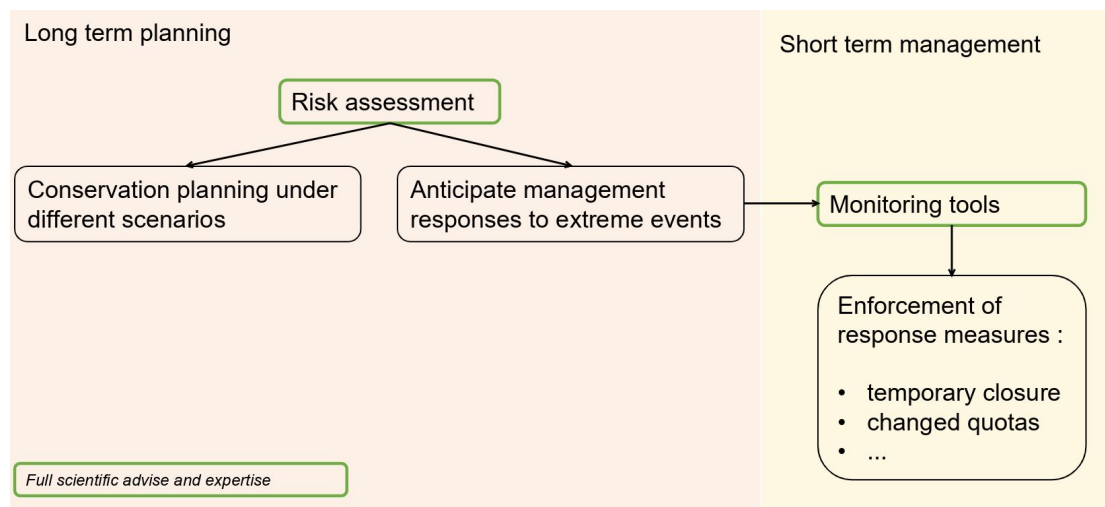 Long term planning
Short term management
Risk assessment
Conservation planning under
different scenarios
Anticipate management
responses to extreme events
Monitoring tools
Enforcement of
response measures :
• temporary closure
• changed quotas
• ...
Full scientific advise and expertise